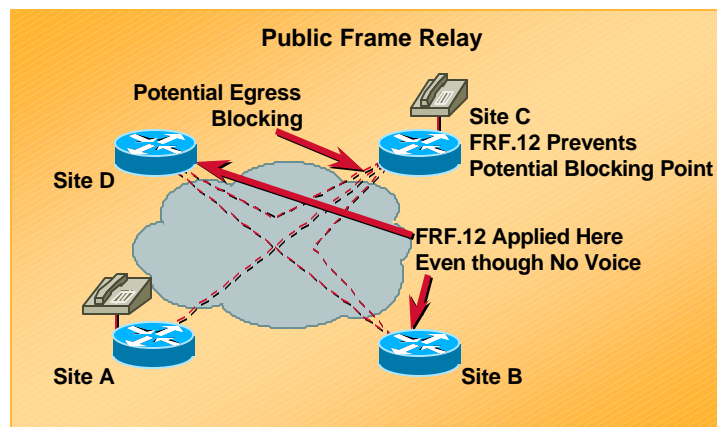 Public Frame Relay
Potential Egress
Blocking
Site C
FRF.12 Prevents
Potential Blocking Point
Site D
FRF.12 Applied Here
Even though No Voice
Site A
Site B